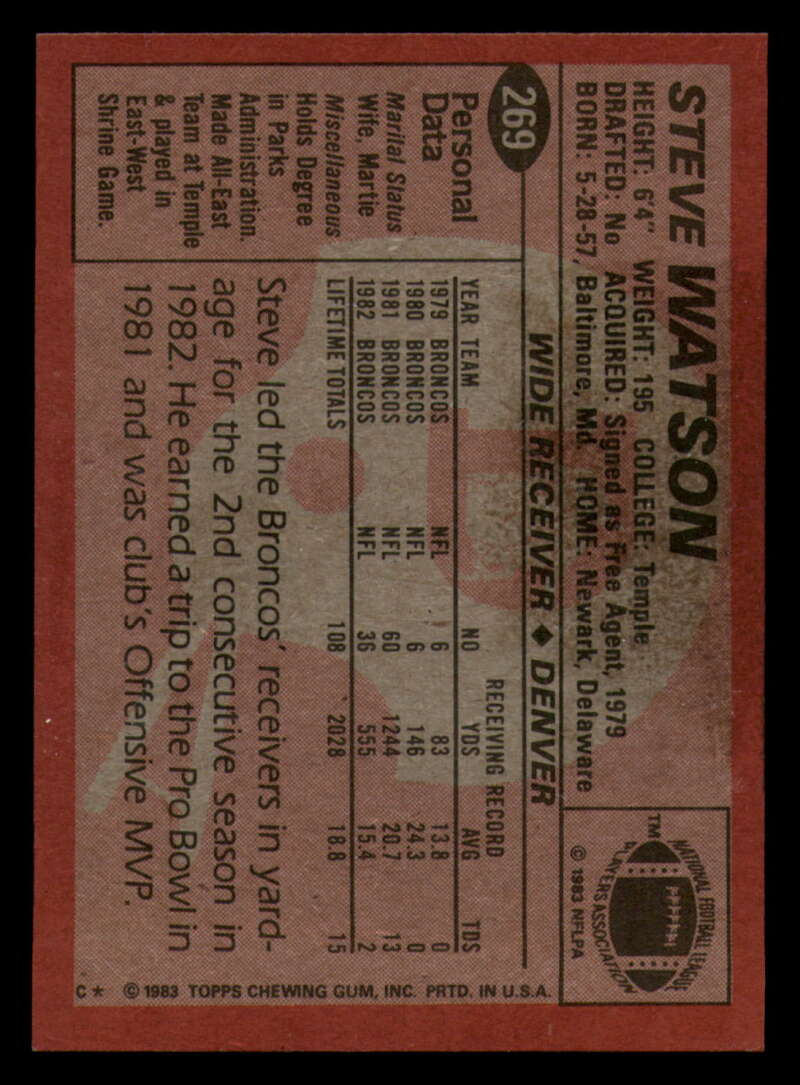 STEVE WATSON
HEIGHT: 6'4" WEIGHT: 195 COLLEGE: Temple
DRAFTED: No ACQUIRED: Signed as Free Agent, 1979
BORN: 5-28-57, Baltimore, Md. HOME: Newark, Delaware
WIDE RECEIVER ◆ DENVER
NATIONAL FOOTBALL LEAGUE
PLAYERS ASSOCIATION
TM
© 1983 NFLPA
269
Personal
Data
Marital Status
Wife, Martie
Miscellaneous
Holds Degree
in Parks
Administration.
Made All-East
Team at Temple
& played in
East-West
Shrine Game.
RECEIVING RECORD
YEAR TEAM NO YDS AVG TDS
1979 BRONCOS NFL 6 83 13.8 0
1980 BRONCOS NFL 6 146 24.3 0
1981 BRONCOS NFL 60 1244 20.7 13
1982 BRONCOS NFL 36 555 15.4 2
LIFETIME TOTALS 108 2028 18.8 15
Steve led the Broncos' receivers in yard-
age for the 2nd consecutive season in
1982. He earned a trip to the Pro Bowl in
1981 and was club's Offensive MVP.
C* © 1983 TOPPS CHEWING GUM, INC. PRTD. IN U.S.A.